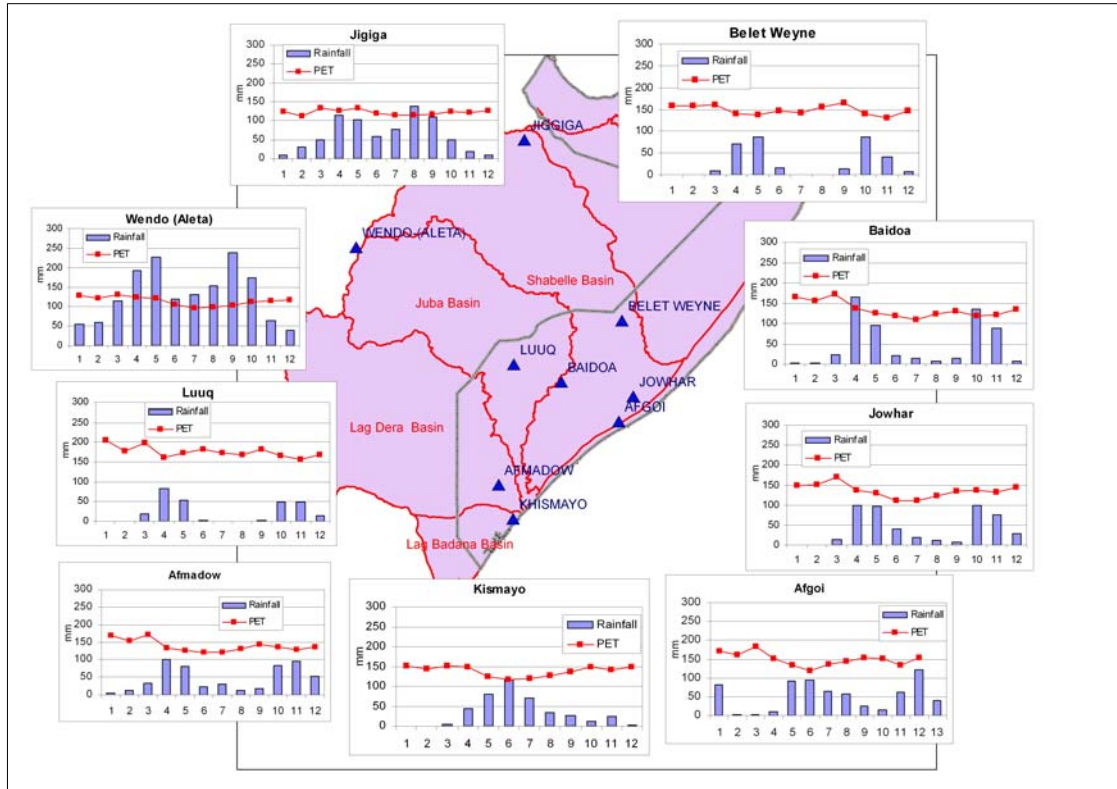 Jigiga
300
250
200
150
100
50
0
mm
Rainfall
PET
1 2 3 4 5 6 7 8 9 10 11 12
Belet Weyne
300
250
200
150
100
50
0
mm
Rainfall
PET
1 2 3 4 5 6 7 8 9 10 11 12
Wendo (Aleta)
300
250
200
150
100
50
0
mm
Rainfall
PET
1 2 3 4 5 6 7 8 9 10 11 12
Baidoa
300
250
200
150
100
50
0
mm
Rainfall
PET
1 2 3 4 5 6 7 8 9 10 11 12
Luuq
300
250
200
150
100
50
0
mm
Rainfall
PET
1 2 3 4 5 6 7 8 9 10 11 12
Jowhar
300
250
200
150
100
50
0
mm
Rainfall
PET
1 2 3 4 5 6 7 8 9 10 11 12
Afmadow
300
250
200
150
100
50
0
mm
Rainfall
PET
1 2 3 4 5 6 7 8 9 10 11 12
Kismayo
300
250
200
150
100
50
0
mm
Rainfall
PET
1 2 3 4 5 6 7 8 9 10 11 12
Afgoi
300
250
200
150
100
50
0
mm
Rainfall
PET
1 2 3 4 5 6 7 8 9 10 11 12 13
JIGGIGA
WENDO (ALETA)
Shabelle Basin
Juba Basin
BELET WEYNE
LUUQ
BAIDOA
JOWHAR
AFGOI
Lag Dera Basin
AFMADOW
KHISMAYO
Lag Badana Basin